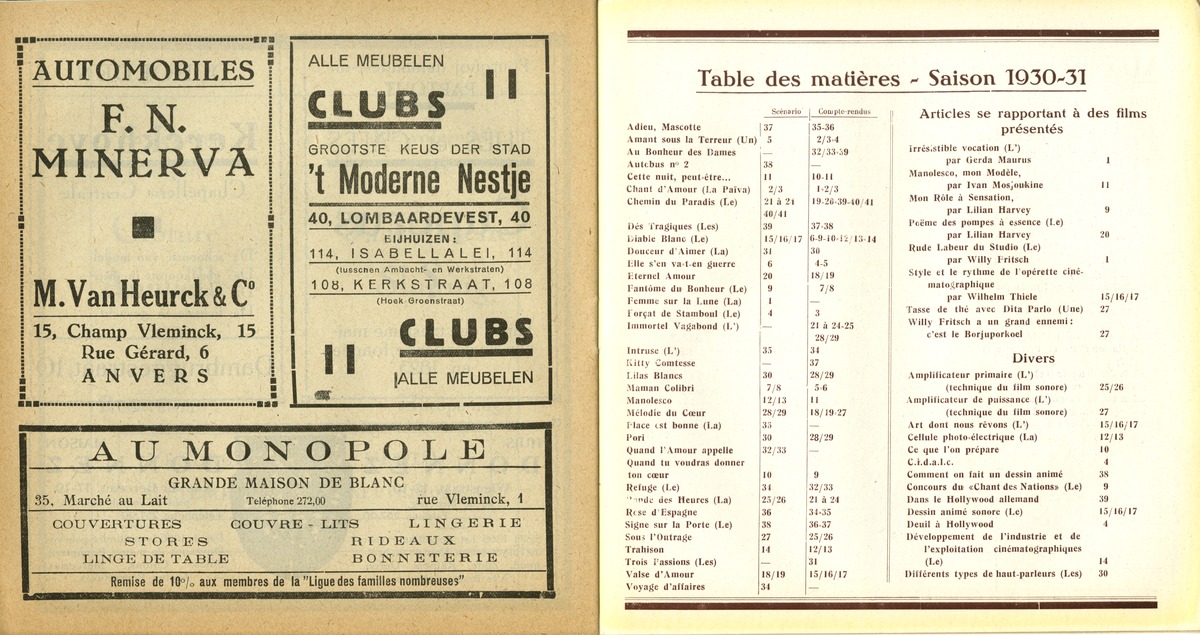 AUTOMOBILES
F. N.
MINERVA
M. Van Heurck & Cº
15, Champ Vleminck, 15
Rue Gérard, 6
ANVERS
ALLE MEUBELEN
CLUBS 11
GROOTSTE KEUS DER STAD
't Moderne Nestje
40, LOMBAARDEVEST, 40
BIJHUIZEN:
114, ISABELLALEI, 114
(tusschen Ambacht- en Werkstraten)
108, KERKSTRAAT, 108
(Hoek Groenstraat)
11 CLUBS
ALLE MEUBELEN
AU MONOPOLE
GRANDE MAISON DE BLANC
35, Marché au Lait Téléphone 272,00 rue Vleminck, 1
COUVERTURES COUVRE-LITS LINGERIE
STORES RIDEAUX
LINGE DE TABLE BONNETERIE
Remise de 10% aux membres de la "Ligue des familles nombreuses"
Table des matières - Saison 1930-31
Scénario Compte-rendus
Adieu, Mascotte 37 35-36
Amant sous la Terreur (Un) 5 2/3-4
Au Bonheur des Dames — 32/33-39
Autobus nº 2 38 —
Cette nuit, peut-être... 11 10-11
Chant d'Amour (La Païva) 2/3 1-2/3
Chemin du Paradis (Le) 21 à 24 19-26-39-40/41
40/41
Dés Tragiques (Les) 39 37-38
Diable Blanc (Le) 15/16/17 6-9-10-12/13-14
Douceur d'Aimer (La) 31 30
Elle s'en va-t-en guerre 6 4-5
Eternel Amour 20 18/19
Fantôme du Bonheur (Le) 9 7/8
Femme sur la Lune (La) 1 —
Forçat de Stamboul (Le) 4 3
Immortel Vagabond (L') — 21 à 24-25
28/29
Intruse (L') 35 34
Kitty Comtesse 37
Lilas Blancs 30 28/29
Maman Colibri 7/8 5-6
Manolesco 12/13 11
Mélodie du Cœur 28/29 18/19-27
Place est bonne (La) 35 —
Pori 30 28/29
Quand l'Amour appelle 32/33 —
Quand tu voudras donner
ton cœur 10 9
Refuge (Le) 34 32/33
Ronde des Heures (La) 25/26 21 à 24
Rose d'Espagne 36 34-35
Signe sur la Porte (Le) 38 36-37
Sous l'Outrage 27 25/26
Trahison 14 12/13
Trois Passions (Les) — 31
Valse d'Amour 18/19 15/16/17
Voyage d'affaires 34 —
Articles se rapportant à des films
présentés
Irrésistible vocation (L')
par Gerda Maurus 1
Manolesco, mon Modèle,
par Ivan Mosjoukine 11
Mon Rôle à Sensation,
par Lilian Harvey 9
Poème des pompes à essence (Le)
par Lilian Harvey 20
Rude Labeur du Studio (Le)
par Willy Fritsch 1
Style et le rythme de l'opérette ciné-
matographique
par Wilhelm Thiele 15/16/17
Tasse de thé avec Dita Parlo (Une) 27
Willy Fritsch a un grand ennemi:
c'est le Borjuporkoel 27
Divers
Amplificateur primaire (L')
(technique du film sonore) 25/26
Amplificateur de puissance (L')
(technique du film sonore) 27
Art dont nous rêvons (L') 15/16/17
Cellule photo-électrique (La) 12/13
Ce que l'on prépare 10
C.i.d.a.l.c. 4
Comment on fait un dessin animé 38
Concours du «Chant des Nations» (Le) 9
Dans le Hollywood allemand 39
Dessin animé sonore (Le) 15/16/17
Deuil à Hollywood 4
Développement de l'industrie et de
l'exploitation cinématographiques
(Le) 14
Différents types de haut-parleurs (Les) 30